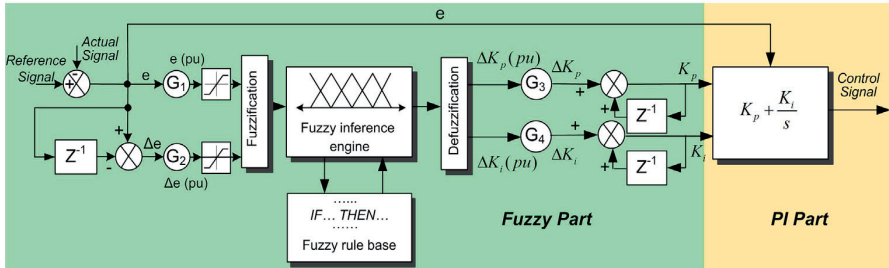 e
Actual
Signal
Reference
Signal
+
-
e
G1
e (pu)
+
-
Z-1
Δe
G2
Δe (pu)
Fuzzification
Fuzzy inference
engine
......
IF... THEN...
......
Fuzzy rule base
Defuzzification
ΔKp(pu)
G3
ΔKp
+
+
Z-1
Kp
ΔKi(pu)
G4
ΔKi
+
+
Z-1
Ki
Kp + Ki/s
Control
Signal
Fuzzy Part
PI Part